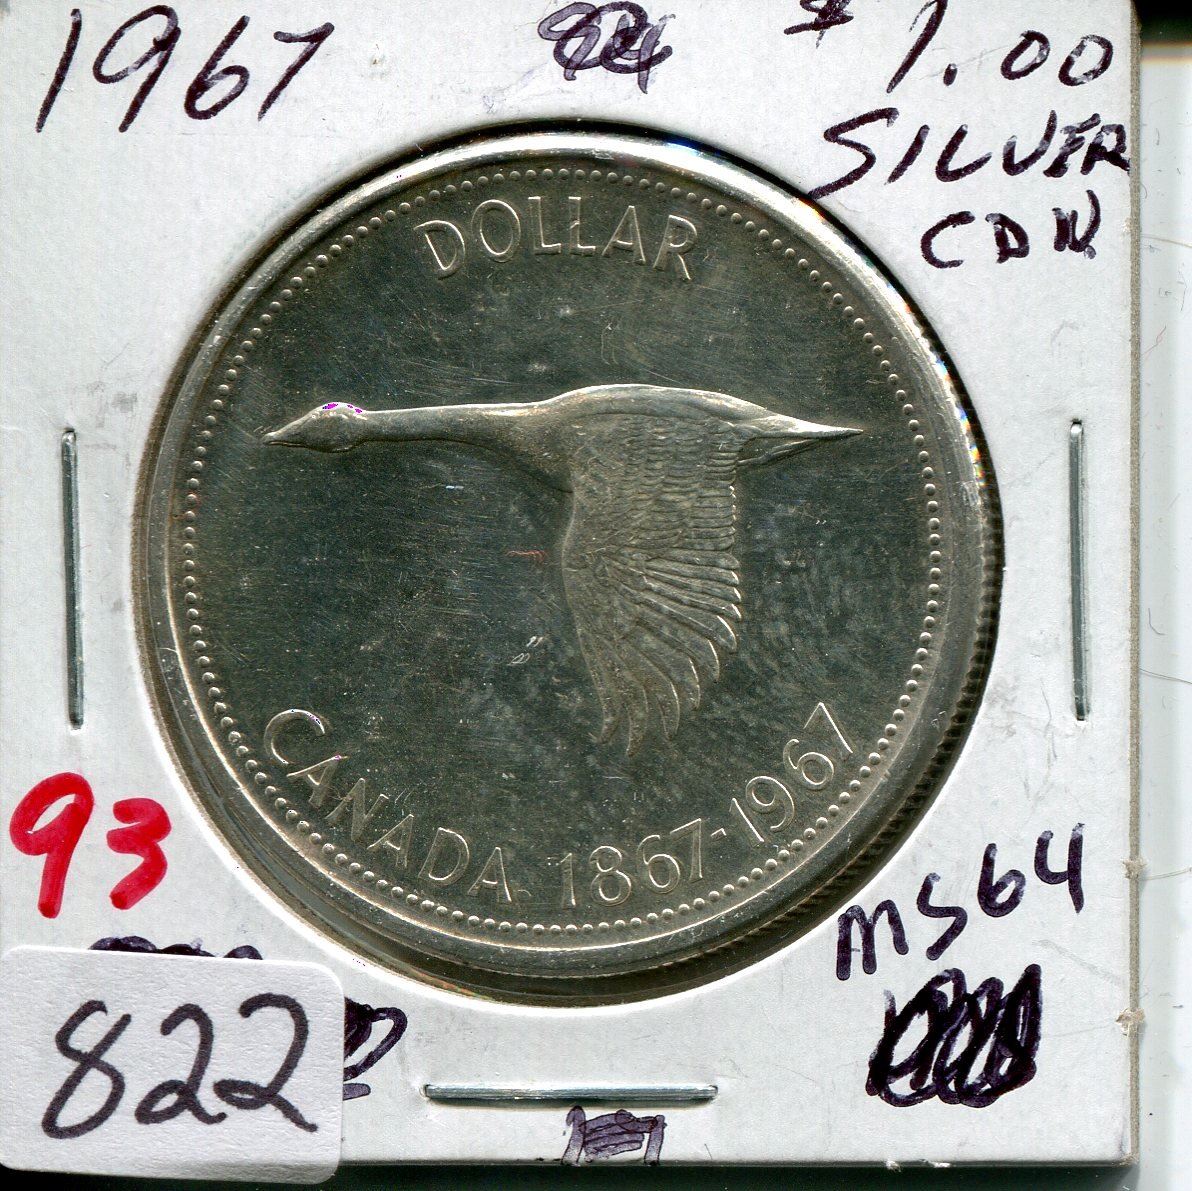 1967
$1.00
SILVER
CDN
DOLLAR
CANADA. 1867-1967
93
MS64
822